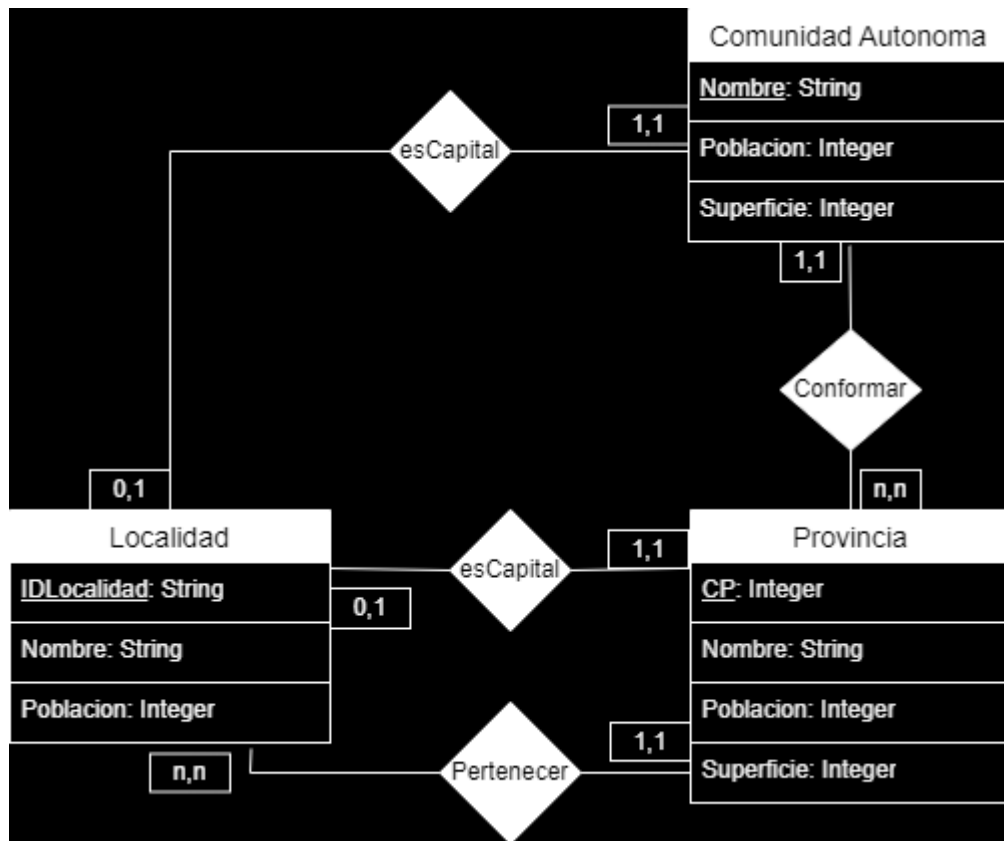 Comunidad Autonoma
Nombre: String
Poblacion: Integer
Superficie: Integer
1,1
esCapital
1,1
Conformar
0,1
n,n
Localidad
IDLocalidad: String
Nombre: String
Poblacion: Integer
n,n
esCapital
1,1
0,1
Provincia
CP: Integer
Nombre: String
Poblacion: Integer
Superficie: Integer
1,1
Pertenecer